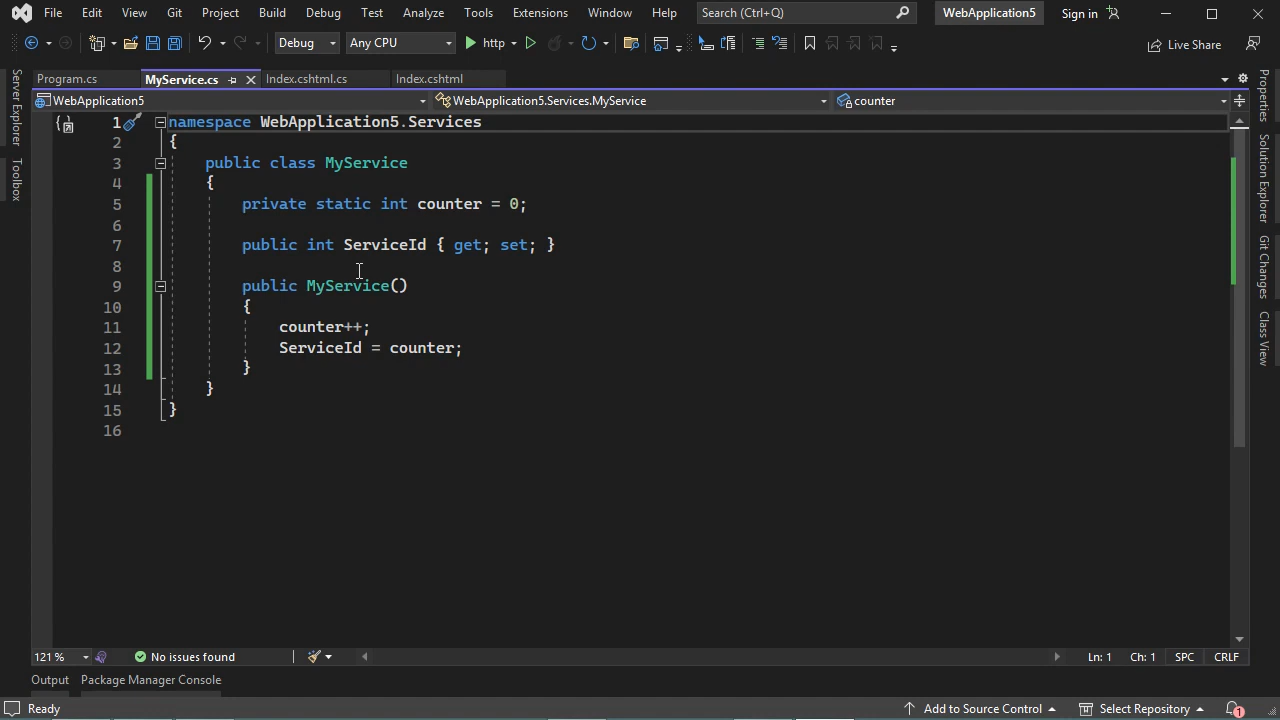 File Edit View Git Project Build Debug Test Analyze Tools Extensions Window Help Search (Ctrl+Q) WebApplication5 Sign in
Debug Any CPU http Live Share
Program.cs MyService.cs Index.cshtml.cs Index.cshtml
WebApplication5 WebApplication5.Services.MyService counter
Server Explorer
Toolbox
1 namespace WebApplication5.Services
2 {
3 public class MyService
4 {
5 private static int counter = 0;
6
7 public int ServiceId { get; set; }
8
9 public MyService()
10 {
11 counter++;
12 ServiceId = counter;
13 }
14 }
15 }
16
Properties
Solution Explorer
Git Changes
Class View
121 % No issues found Ln: 1 Ch: 1 SPC CRLF
Output Package Manager Console
Ready Add to Source Control Select Repository 1